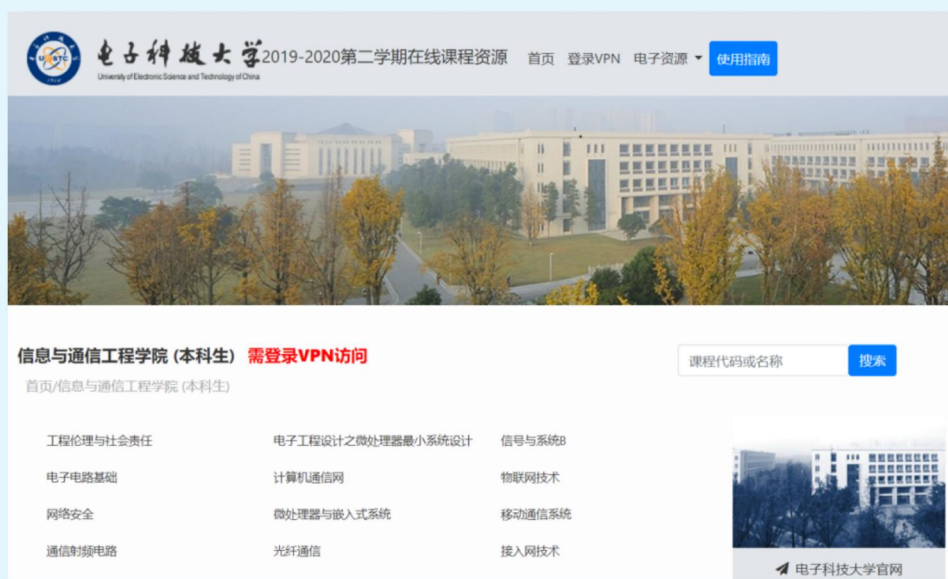 电子科技大学2019-2020第二学期在线课程资源 首页 登录VPN 电子资源 使用指南
University of Electronic Science and Technology of China
信息与通信工程学院 (本科生) 需登录VPN访问
课程代码或名称 搜索
首页/信息与通信工程学院 (本科生)
工程伦理与社会责任 电子工程设计之微处理器最小系统设计 信号与系统B
电子电路基础 计算机通信网 物联网技术
网络安全 微处理器与嵌入式系统 移动通信系统
通信射频电路 光纤通信 接入网技术
电子科技大学官网